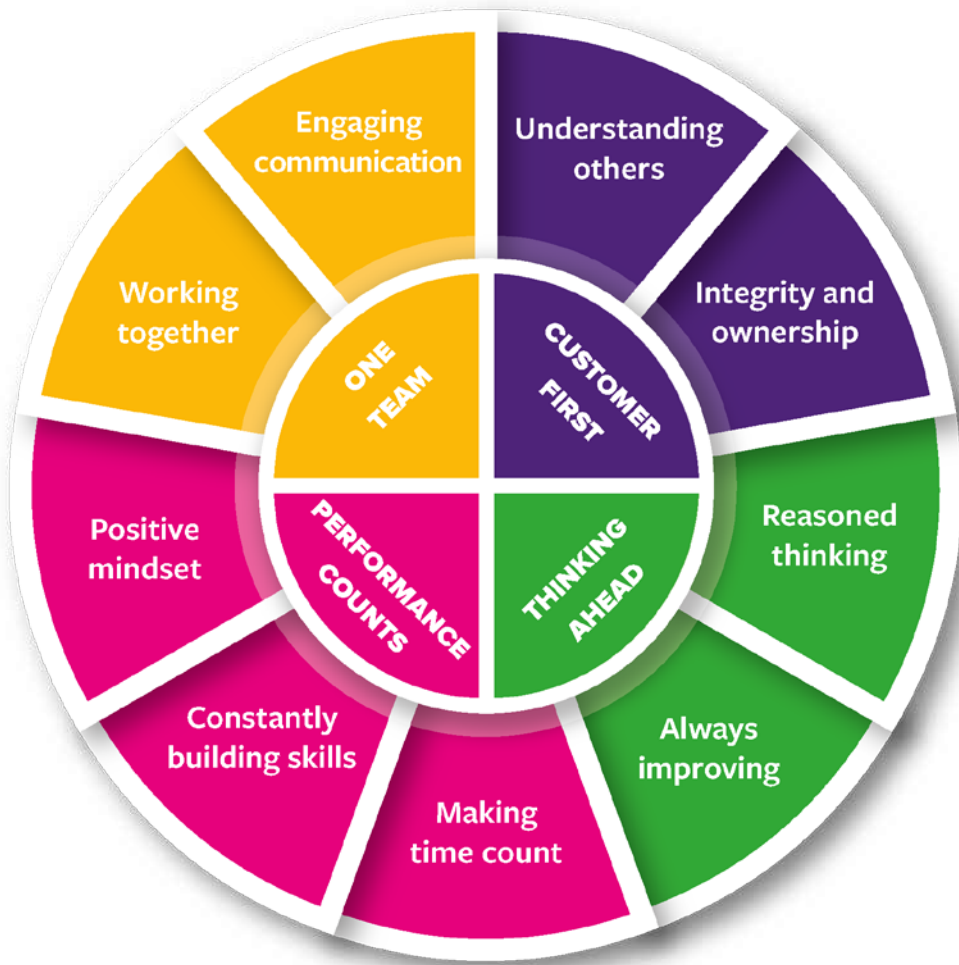 Engaging
communication
Understanding
others
Working
together
Integrity and
ownership
ONE
TEAM
CUSTOMER
FIRST
Positive
mindset
PERFORMANCE
COUNTS
THINKING
AHEAD
Reasoned
thinking
Constantly
building skills
Always
improving
Making
time count